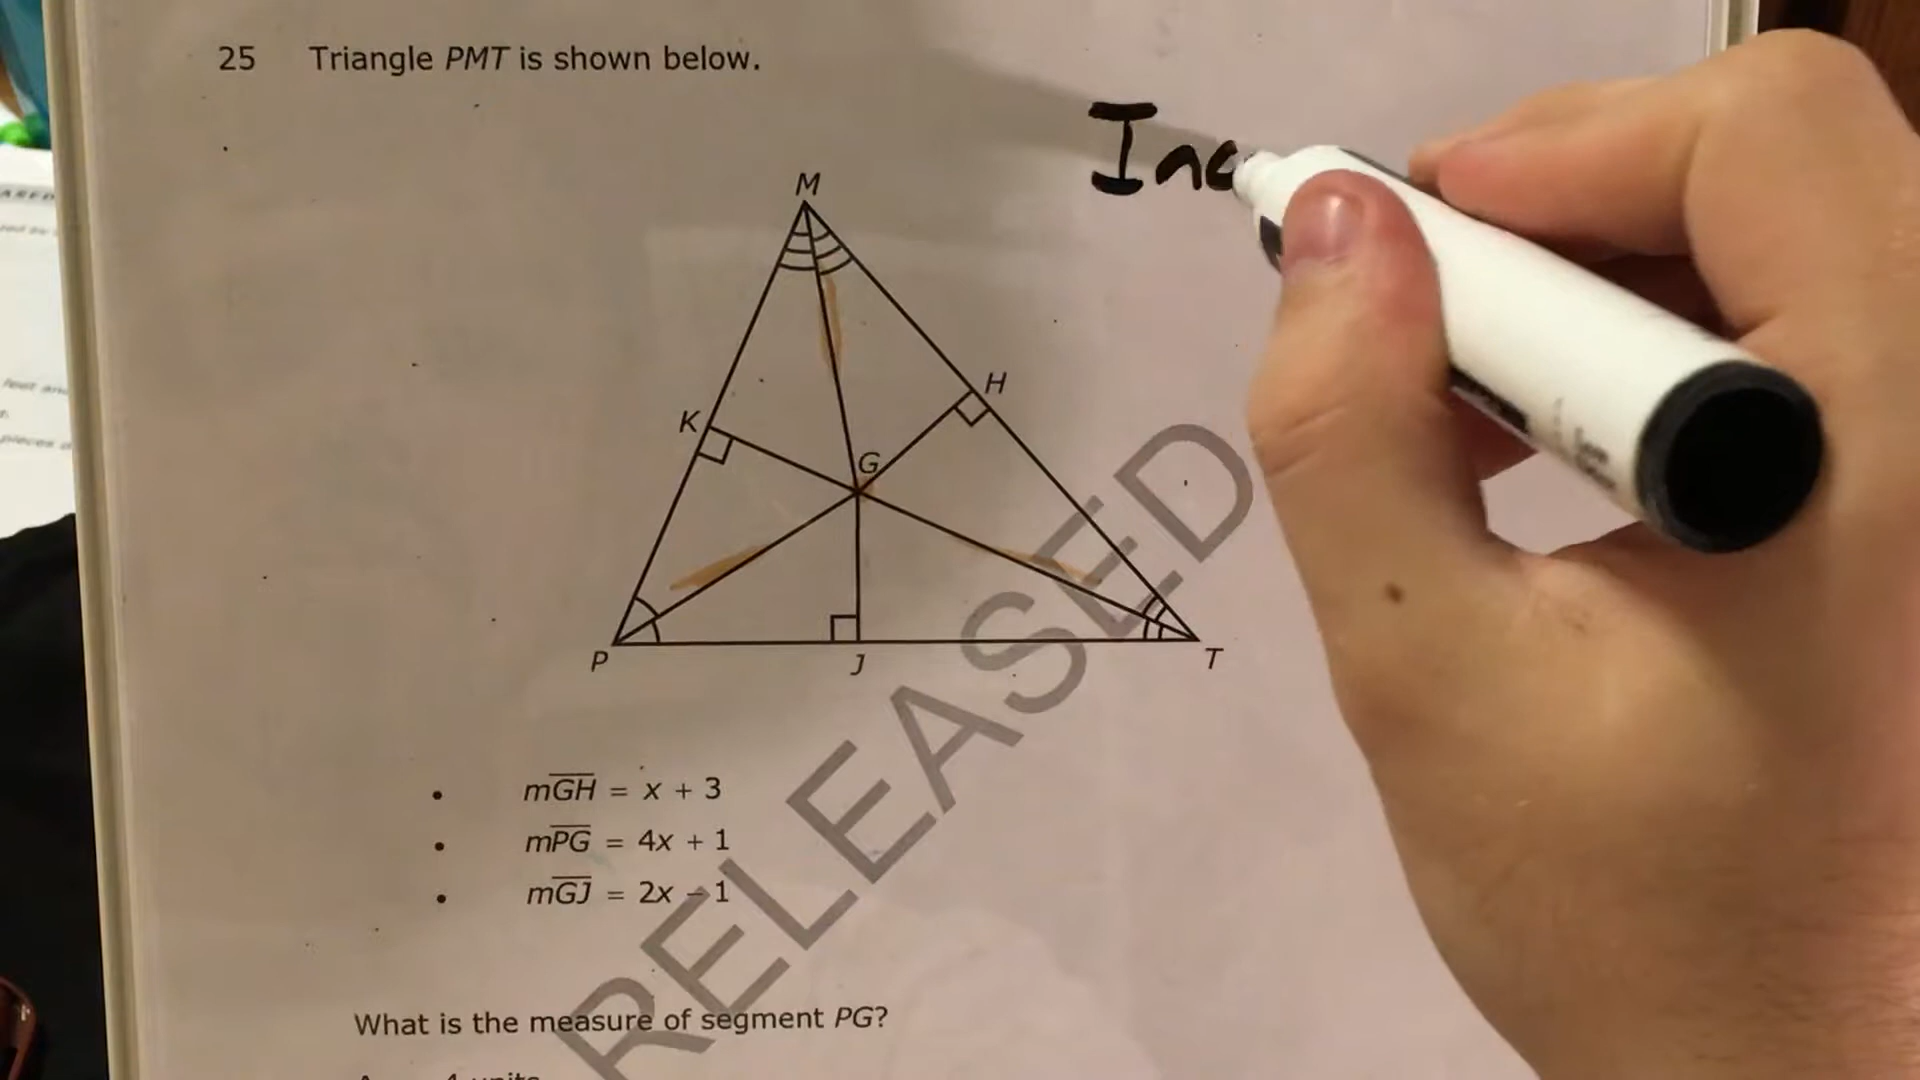 25 Triangle PMT is shown below.
In
M
H
K
G
P
J
T
RELEASED
• mGH = x + 3
• mPG = 4x + 1
• mGJ = 2x − 1
What is the measure of segment PG?